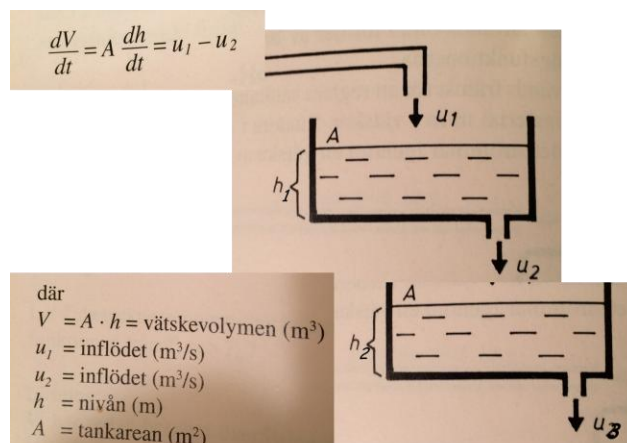 dV/dt = A dh/dt = u₁ – u₂
u1
A
h₁
u₂
där
V = A · h = vätskevolymen (m³)
u₁ = inflödet (m³/s)
u₂ = inflödet (m³/s)
h = nivån (m)
A = tankarean (m²)
A
h₂